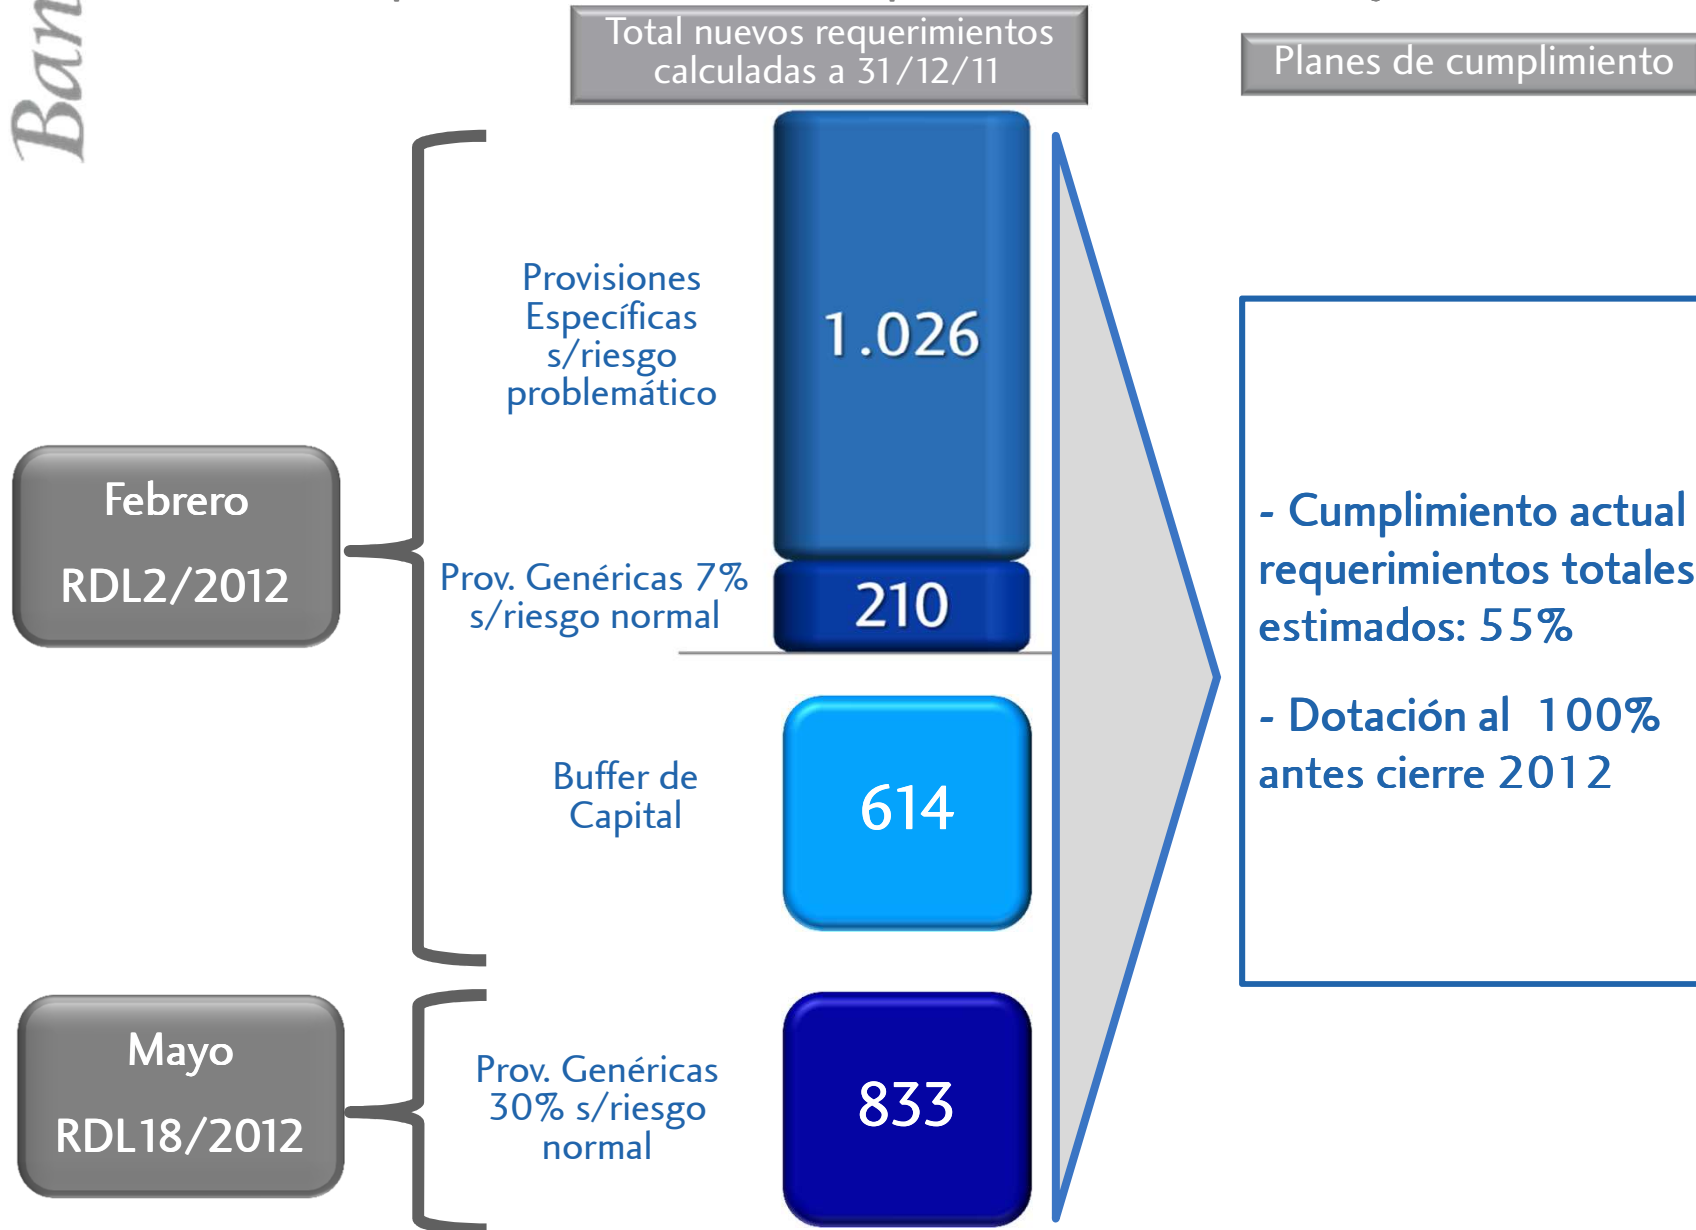 Ban
Total nuevos requerimientos
calculadas a 31/12/11
Planes de cumplimiento
Provisiones
Específicas
s/riesgo
problemático
1.026
Febrero
RDL2/2012
Prov. Genéricas 7%
s/riesgo normal
210
Buffer de
Capital
614
- Cumplimiento actual
requerimientos totales
estimados: 55%
- Dotación al 100%
antes cierre 2012
Mayo
RDL18/2012
Prov. Genéricas
30% s/riesgo
normal
833